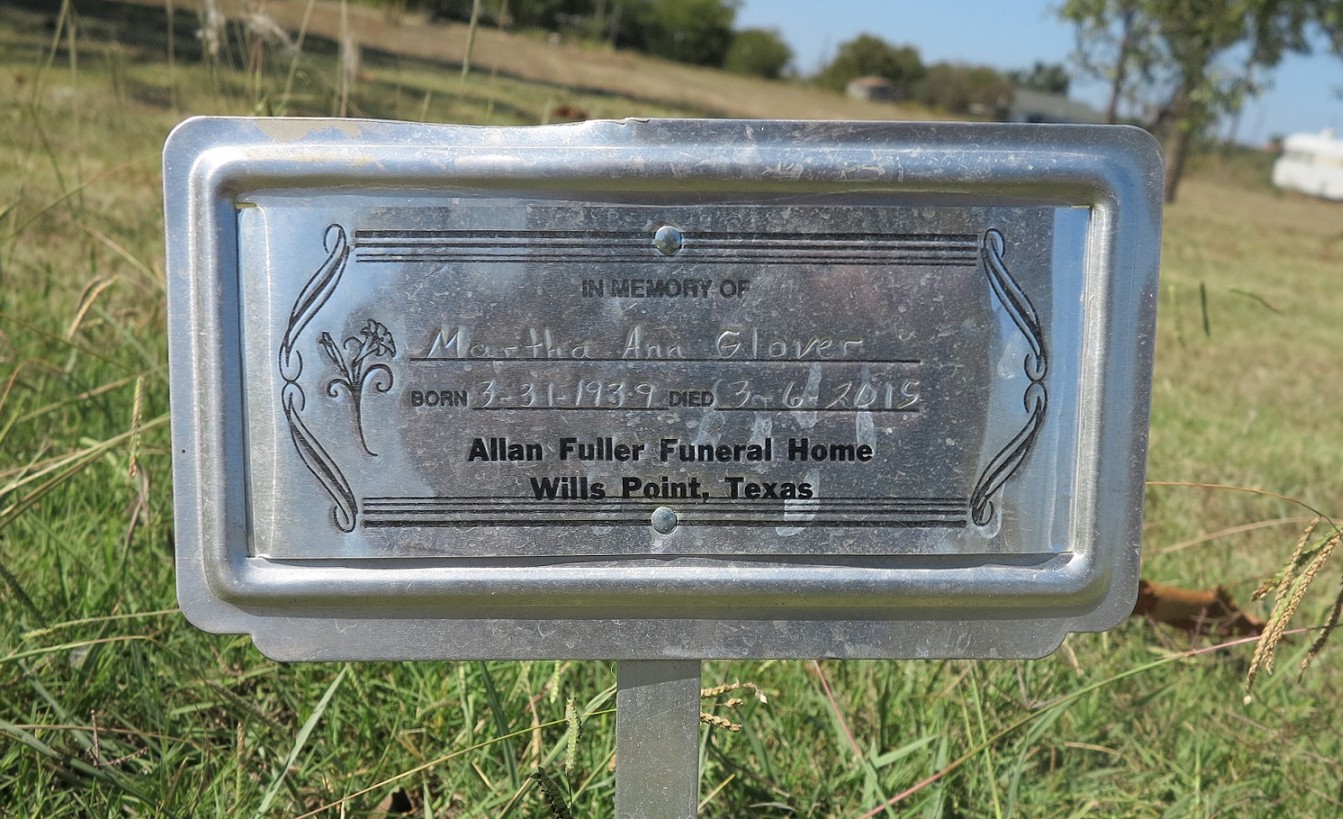 IN MEMORY OF
Martha Ann Glover
BORN 3-31-1939 DIED 3-6-2015
Allan Fuller Funeral Home
Wills Point, Texas